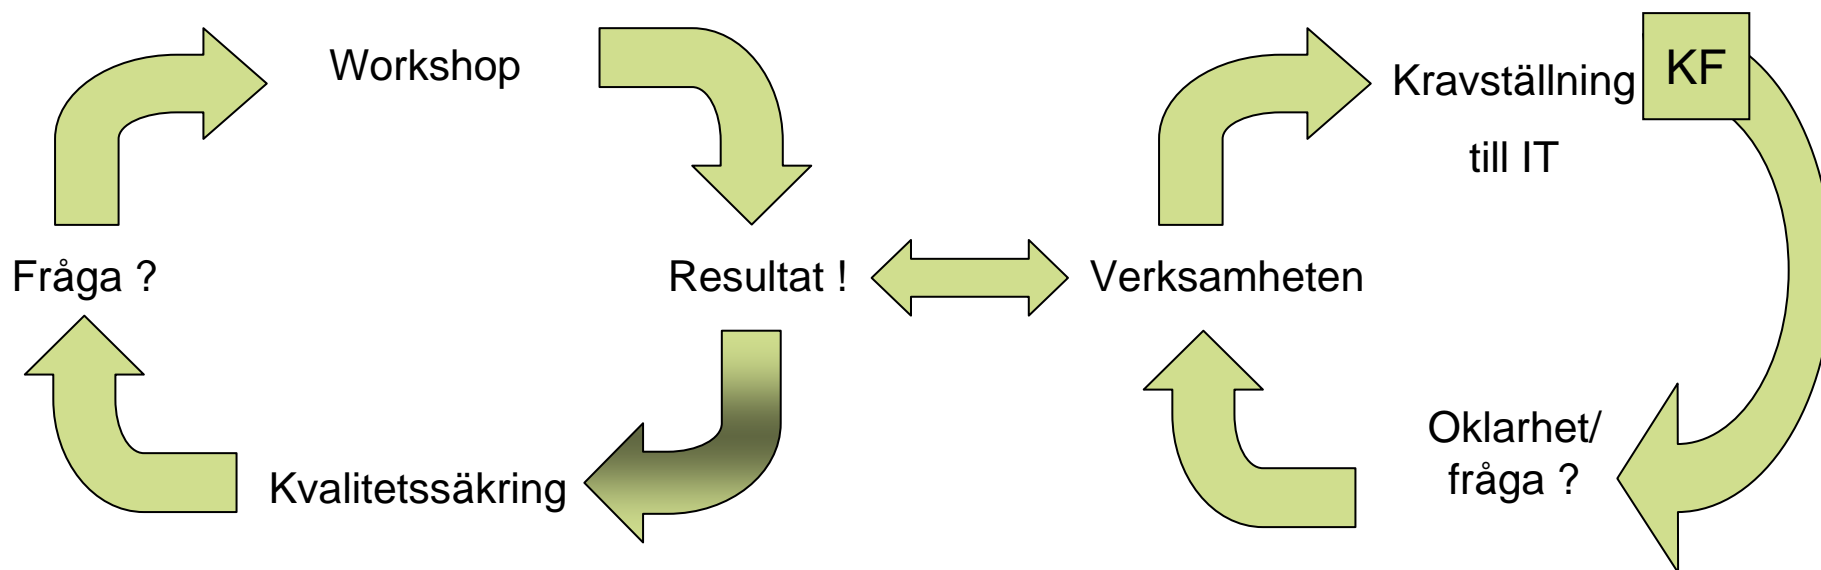 Workshop
Kravställning
KF
till IT
Fråga ?
Resultat !
Verksamheten
Oklarhet/
fråga ?
Kvalitetssäkring